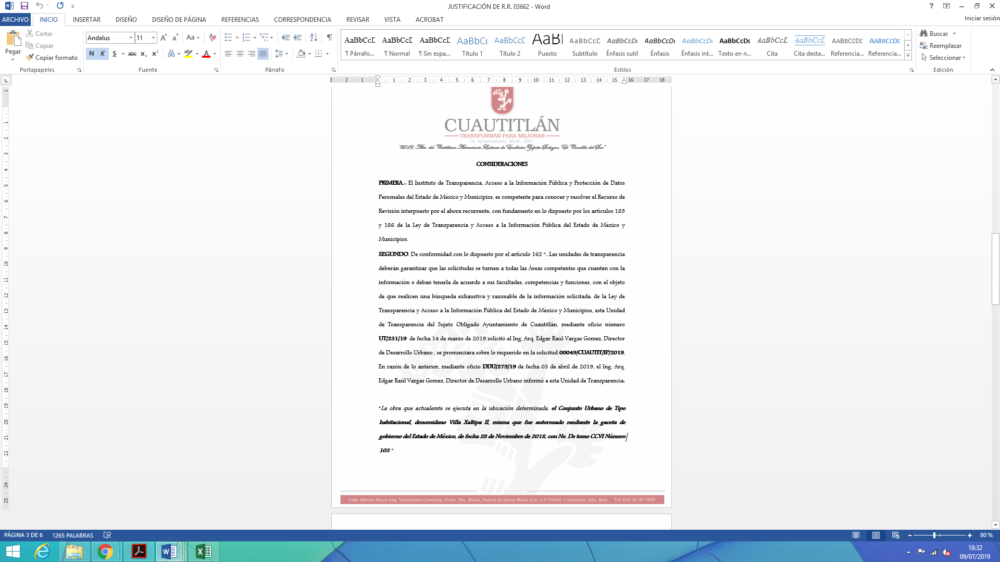 JUSTIFICACIÓN DE R.R. 03662 - Word
ARCHIVO INICIO INSERTAR DISEÑO DISEÑO DE PÁGINA REFERENCIAS CORRESPONDENCIA REVISAR VISTA ACROBAT Iniciar sesión
Pegar
Cortar
Copiar
Copiar formato
Portapapeles
Andalus 11
N K S abc x₂ x²
Fuente
Párrafo
AaBbCcI AaBbCcI AaBbCcI AaBbC AaBbCcI AaBl AaBbCcD AaBbCcDc AaBbCcDc AaBbCcDc AaBbCcDc AaBbCcD AaBbCcD AABBCCDE AABBCCDE
¶ Párrafo... ¶ Normal ¶ Sin espa... Título 1 Título 2 Puesto Subtítulo Énfasis sutil Énfasis Énfasis int... Texto en n... Cita Cita desta... Referencia... Referencia...
Estilos
Buscar
Reemplazar
Seleccionar
Edición
3 2 1 1 2 3 4 5 6 7 8 9 10 11 12 13 14 15 16 17 18
CUAUTITLÁN
TRANSFORMAR PARA MEJORAR
H. Ayuntamiento 2019 - 2021
"2019. Año del Centésimo Aniversario Luctuoso de Emiliano Zapata Salazar, El Caudillo del Sur"
CONSIDERACIONES
PRIMERA.– El Instituto de Transparencia, Acceso a la Información Pública y Protección de Datos
Personales del Estado de México y Municipios, es competente para conocer y resolver el Recurso de
Revisión interpuesto por el ahora recurrente, con fundamento en lo dispuesto por los artículos 185
y 186 de la Ley de Transparencia y Acceso a la Información Pública del Estado de México y
Municipios.
SEGUNDO. De conformidad con lo dispuesto por el artículo 162 "...Las unidades de transparencia
deberán garantizar que las solicitudes se turnen a todas las Áreas competentes que cuenten con la
información o deban tenerla de acuerdo a sus facultades, competencias y funciones, con el objeto
de que realicen una búsqueda exhaustiva y razonable de la información solicitada. de la Ley de
Transparencia y Acceso a la Información Pública del Estado de México y Municipios, esta Unidad
de Transparencia del Sujeto Obligado Ayuntamiento de Cuautitlán, mediante oficio número
UT/231/19 de fecha 14 de marzo de 2019 solicitó al Ing, Arq. Edgar Raúl Vargas Gomez, Director
de Desarrollo Urbano , se pronunciara sobre lo requerido en la solicitud 00049/CUAUTIT/IP/2019,
En razón de lo anterior, mediante oficio DDU/275/19 de fecha 03 de abril de 2019, el Ing, Arq.
Edgar Raúl Vargas Gomez, Director de Desarrollo Urbano informó a esta Unidad de Transparencia:
"La obra que actualemte se ejecuta en la ubicación determinada, el Conjunto Urbano de Tipo
habitacional, denomidano Villa Xaltipa II, misma que fue autorozado mediante la gaceta de
gobierno del Estado de México, de fecha 28 de Noviembre de 2018, con No. De tomo CCVI Número
103 "
Calle Alfonso Reyes Esq. Venustiano Carranza, Fracc. Sta. María, Paseos de Santa María s/n. C.P 54820, Cuautitlan, Edo. Mex. Tel: (55) 26 20 7800
PÁGINA 3 DE 6 1265 PALABRAS 80 %
18:32
09/07/2019